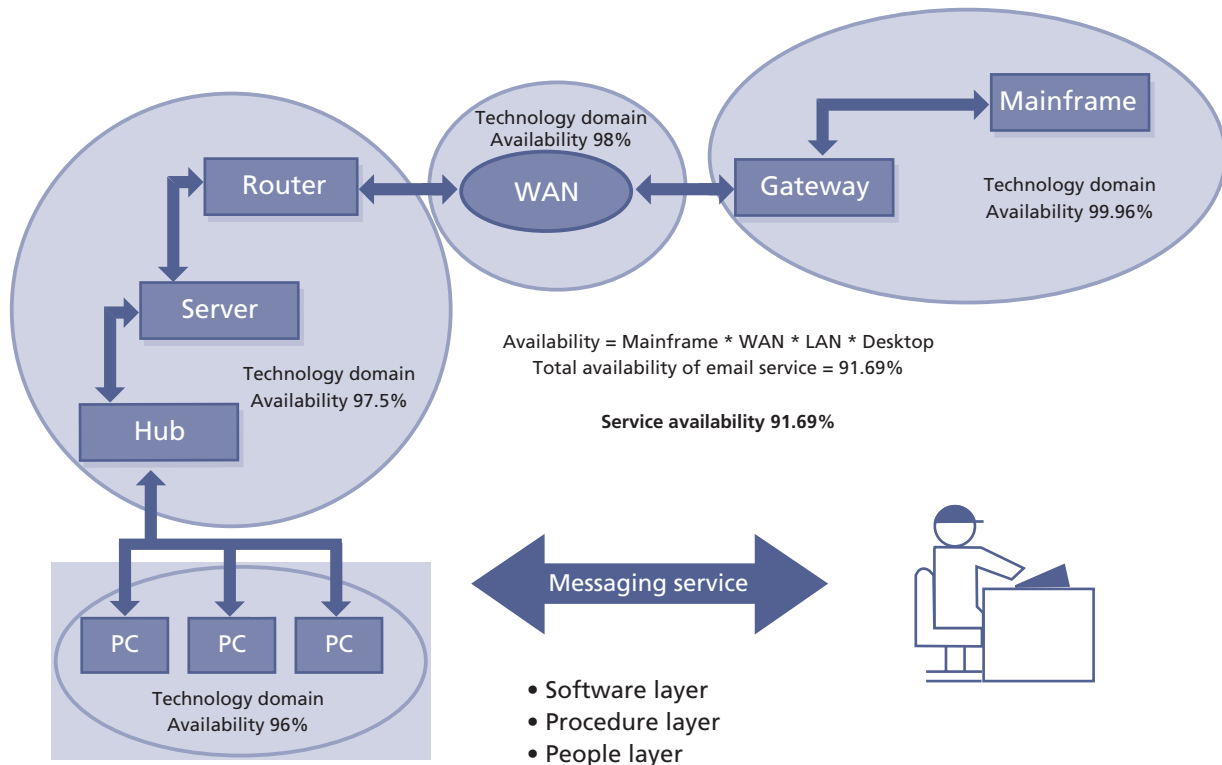 Technology domain
Availability 98%
Mainframe
Router
WAN
Gateway
Technology domain
Availability 99.96%
Server
Availability = Mainframe * WAN * LAN * Desktop
Total availability of email service = 91.69%
Technology domain
Availability 97.5%
Service availability 91.69%
Hub
Messaging service
PC
PC
PC
Technology domain
Availability 96%
• Software layer
• Procedure layer
• People layer